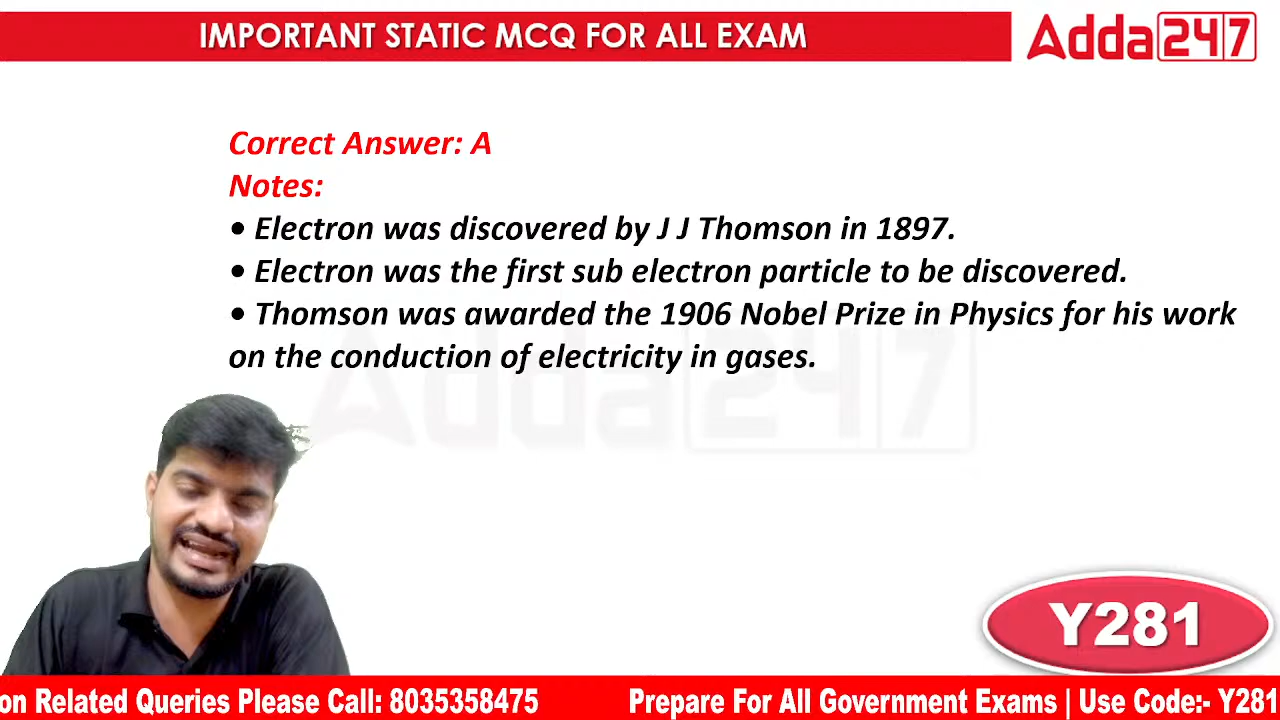 IMPORTANT STATIC MCQ FOR ALL EXAM
Adda247
Correct Answer: A
Notes:
• Electron was discovered by J J Thomson in 1897.
• Electron was the first sub electron particle to be discovered.
• Thomson was awarded the 1906 Nobel Prize in Physics for his work
on the conduction of electricity in gases.
Adda247
Y281
on Related Queries Please Call: 8035358475
Prepare For All Government Exams | Use Code:- Y281